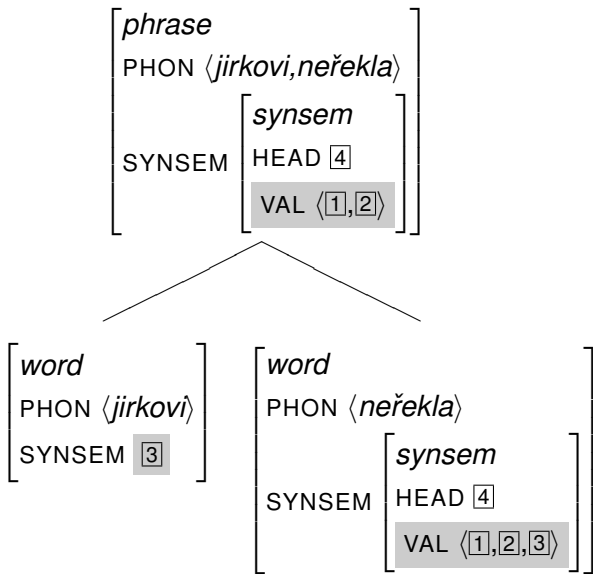 phrase
PHON ⟨jirkovi,neřekla⟩
synsem
SYNSEM HEAD 4
VAL ⟨1,2⟩
word
PHON ⟨jirkovi⟩
SYNSEM 3
word
PHON ⟨neřekla⟩
synsem
SYNSEM HEAD 4
VAL ⟨1,2,3⟩